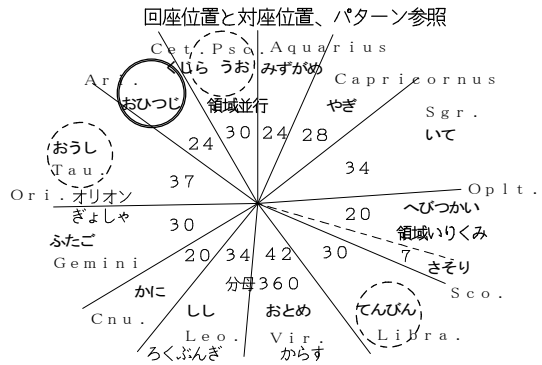 回座位置と対座位置、パターン参照
Cet. Psc. Aquarius
くじら うお みずがめ
Ari. Capricornus
おひつじ 領域並行 やぎ
Sgr.
いて
24 30 24 28
おうし
Tau.
37 34
Ori. オリオン Oplt.
ぎょしゃ
30 20 へびつかい
ふたご 領域いりくみ
Gemini 20 34 42 30 7 さそり
分母360
かに Sco.
Cnu. しし おとめ てんびん
Leo. Vir. Libra.
ろくぶんぎ からす